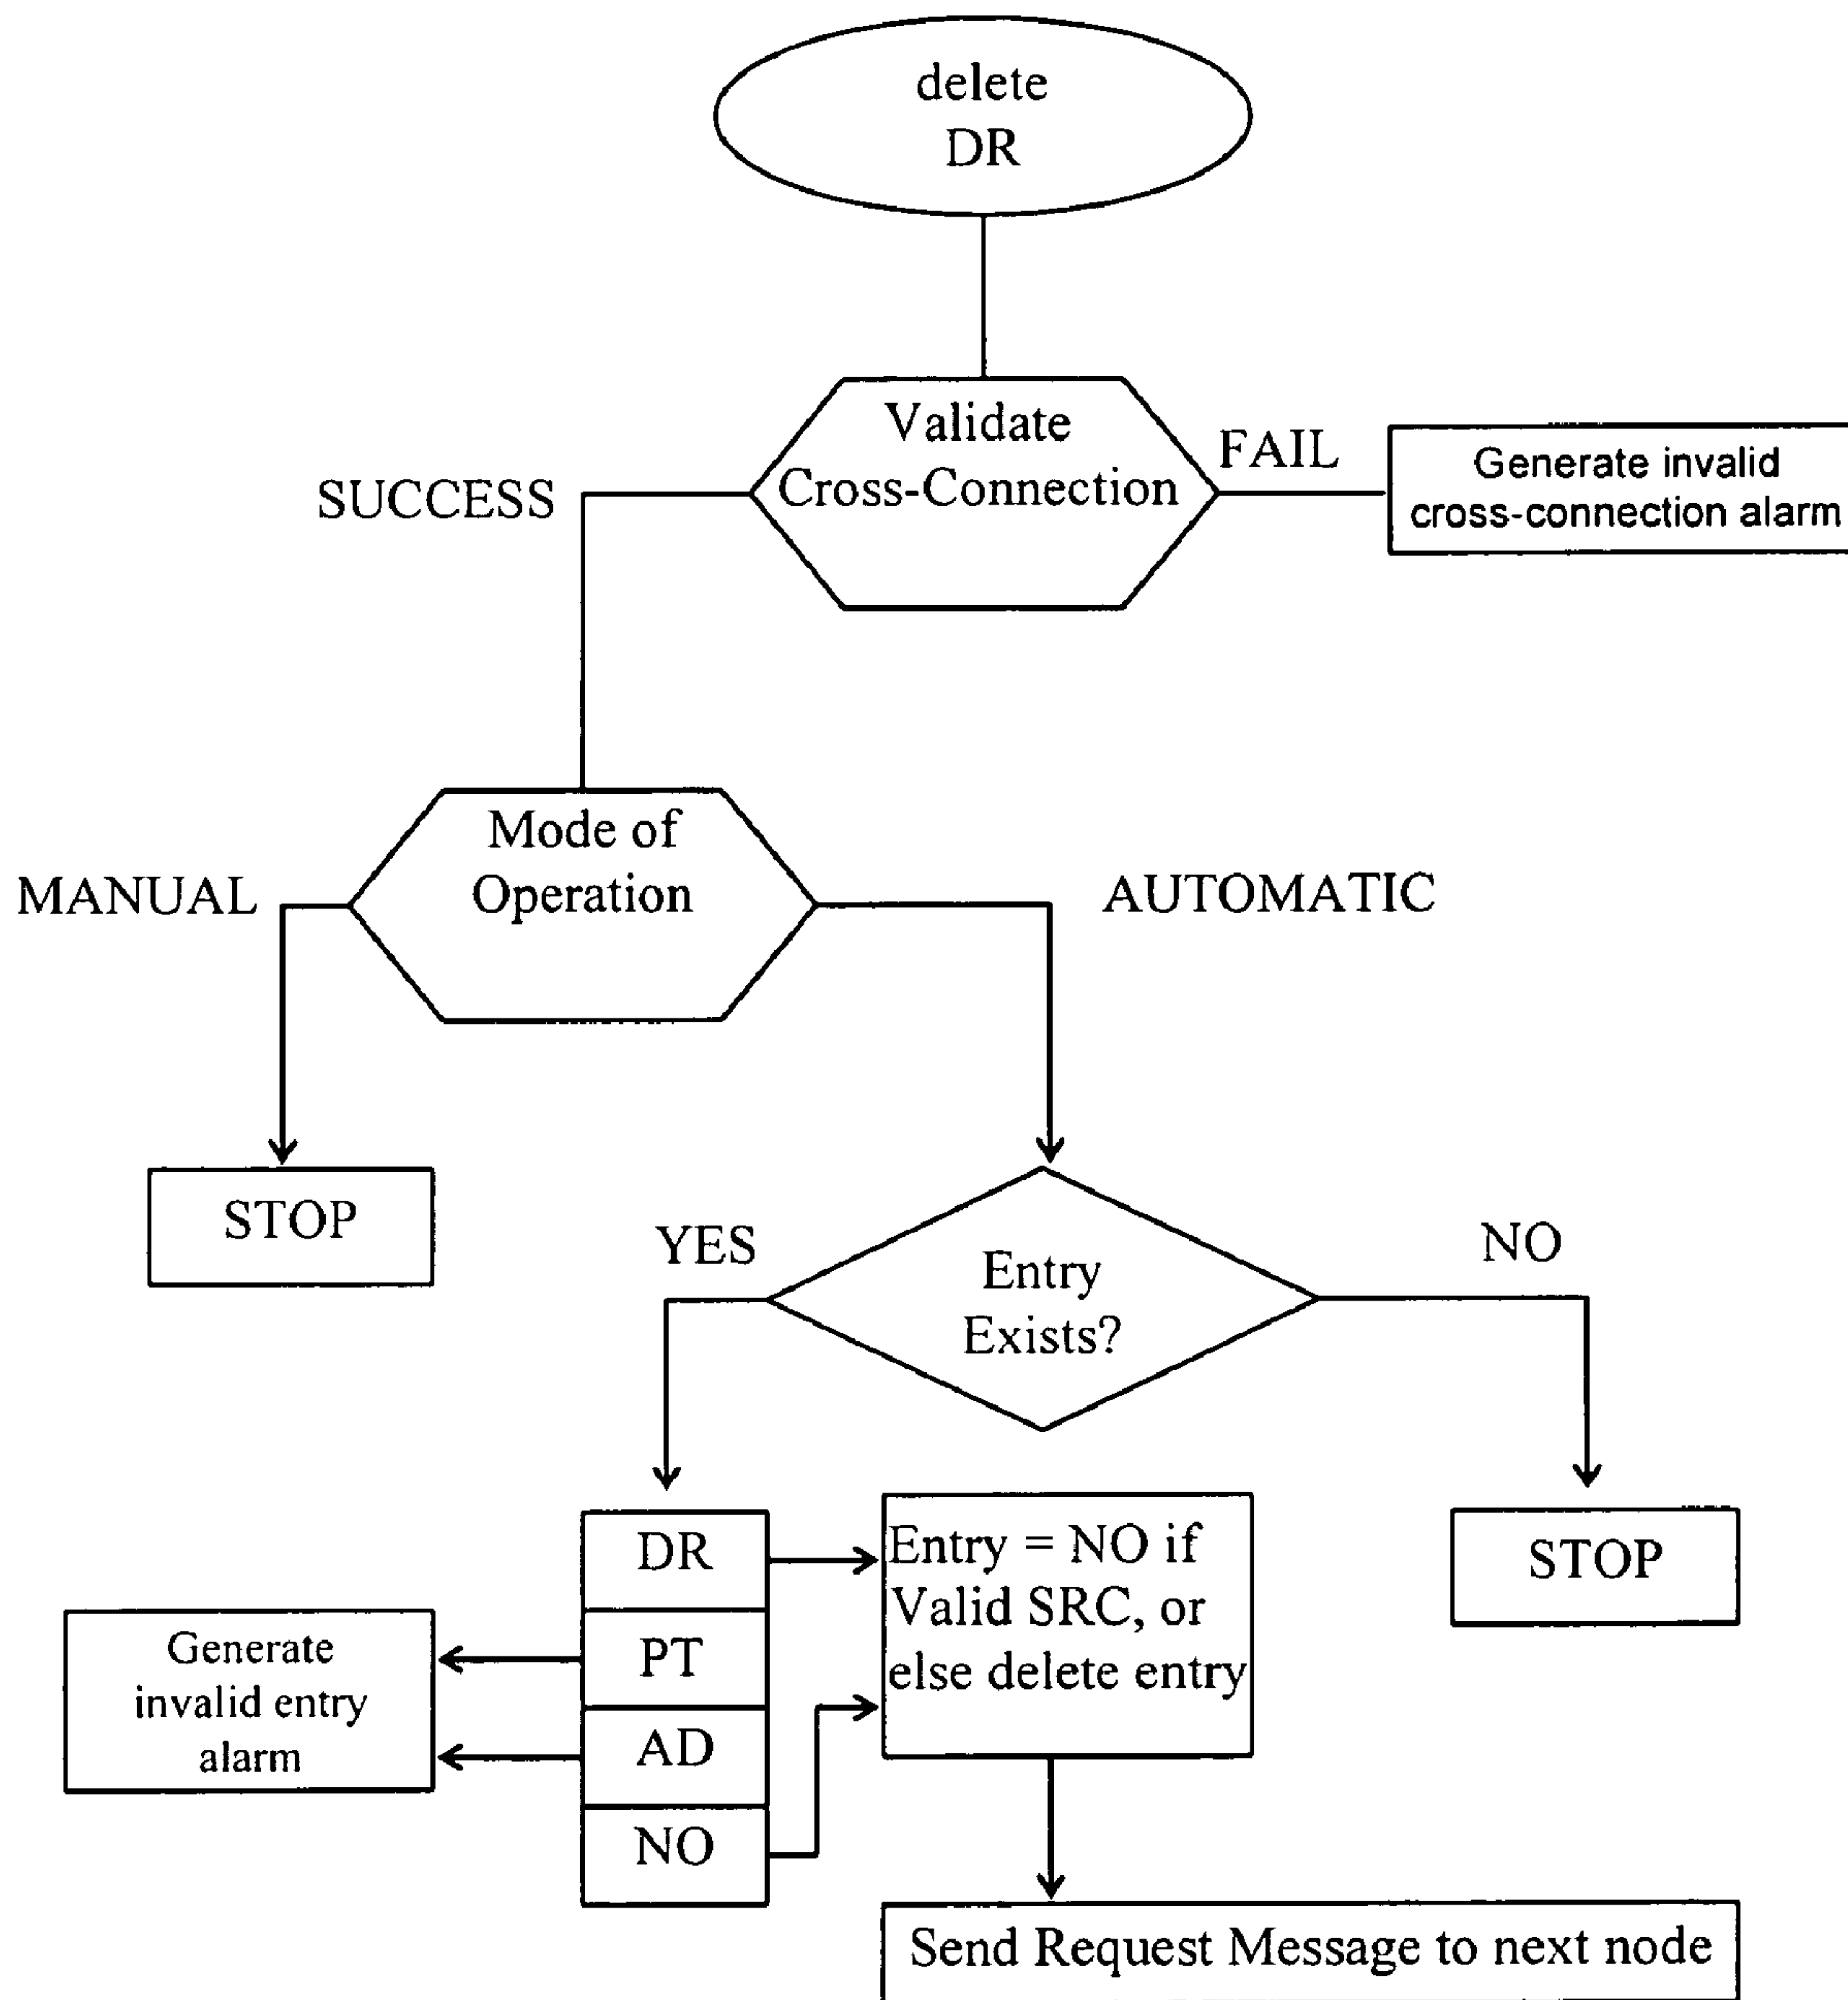 delete
DR
Validate
Cross-Connection
FAIL
Generate invalid
cross-connection alarm
SUCCESS
Mode of
Operation
MANUAL
AUTOMATIC
STOP
YES
Entry
Exists?
NO
DR
PT
AD
NO
Entry = NO if
Valid SRC, or
else delete entry
STOP
Generate
invalid entry
alarm
Send Request Message to next node